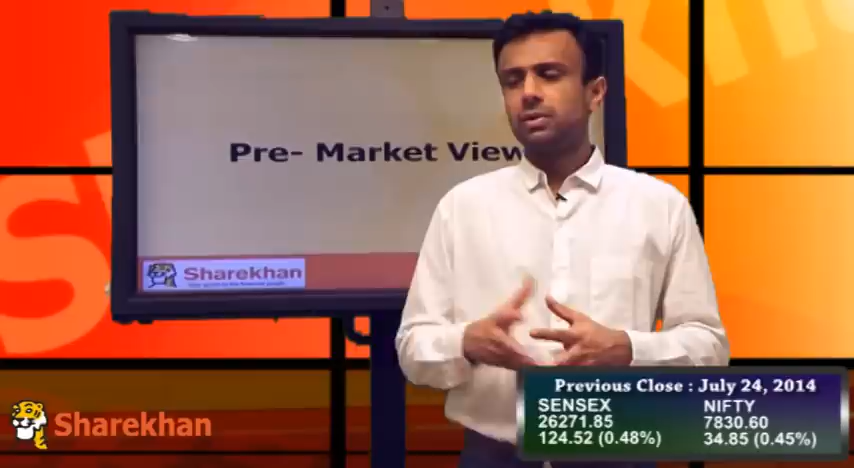 Pre- Market View
Sharekhan
Sharekhan
Previous Close : July 24, 2014
SENSEX NIFTY
26271.85 7830.60
124.52 (0.48%) 34.85 (0.45%)